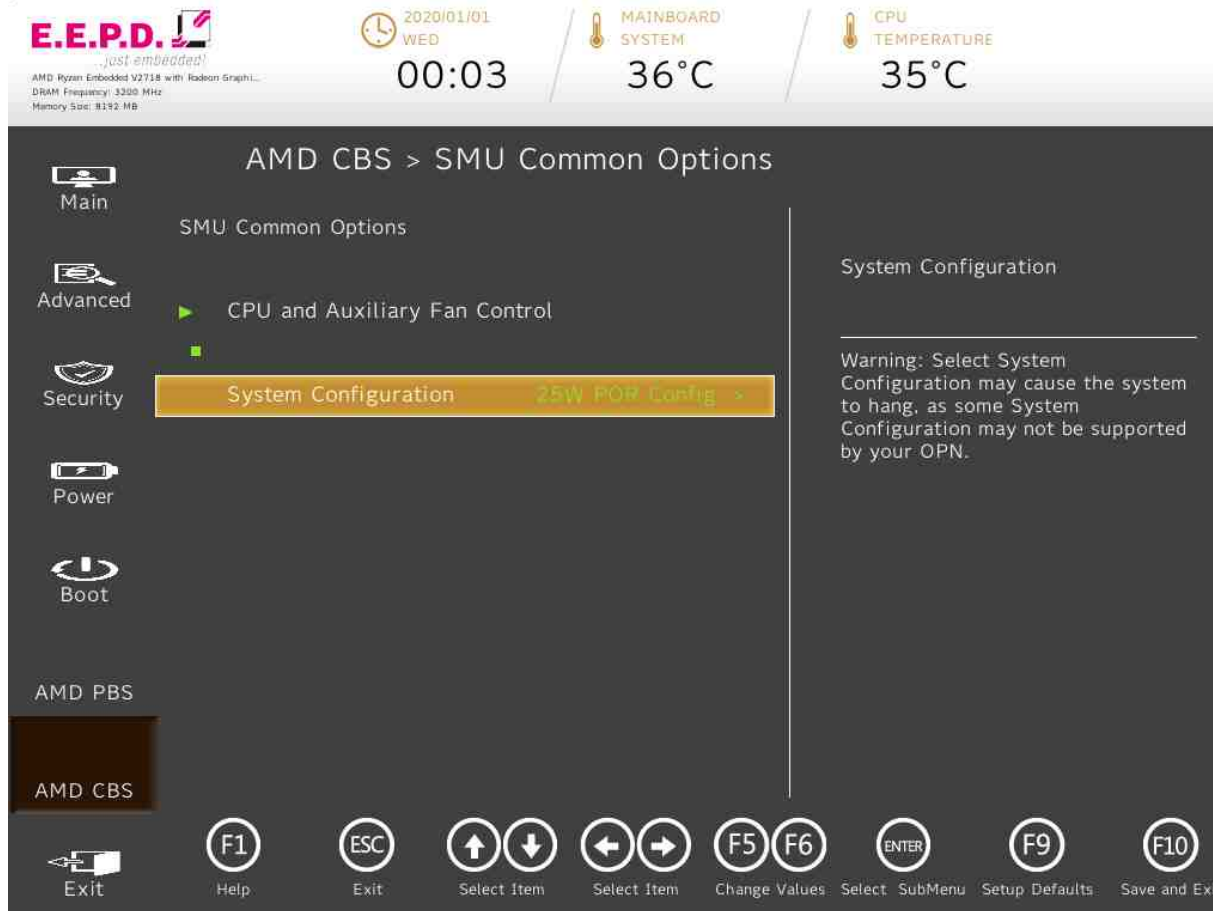 E.E.P.D.
...just embedded!
AMD Ryzen Embedded V2718 with Radeon Graphi...
DRAM Frequency: 3200 MHz
Memory Size: 8192 MB
2020/01/01
WED
00:03
MAINBOARD
SYSTEM
36°C
CPU
TEMPERATURE
35°C
AMD CBS > SMU Common Options
Main
Advanced
Security
Power
Boot
AMD PBS
AMD CBS
Exit
SMU Common Options
CPU and Auxiliary Fan Control
System Configuration 25W POR Config >
System Configuration
Warning: Select System
Configuration may cause the system
to hang, as some System
Configuration may not be supported
by your OPN.
F1
Help
ESC
Exit
Select Item
Select Item
F5 F6
Change Values
ENTER
Select SubMenu
F9
Setup Defaults
F10
Save and Ex